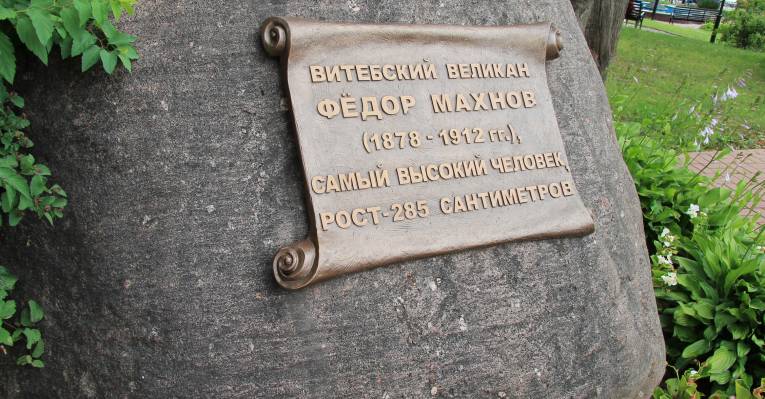 ВИТЕБСКИЙ ВЕЛИКАН
ФЁДОР МАХНОВ
(1878 - 1912 гг.),
САМЫЙ ВЫСОКИЙ ЧЕЛОВЕК,
РОСТ-285 САНТИМЕТРОВ